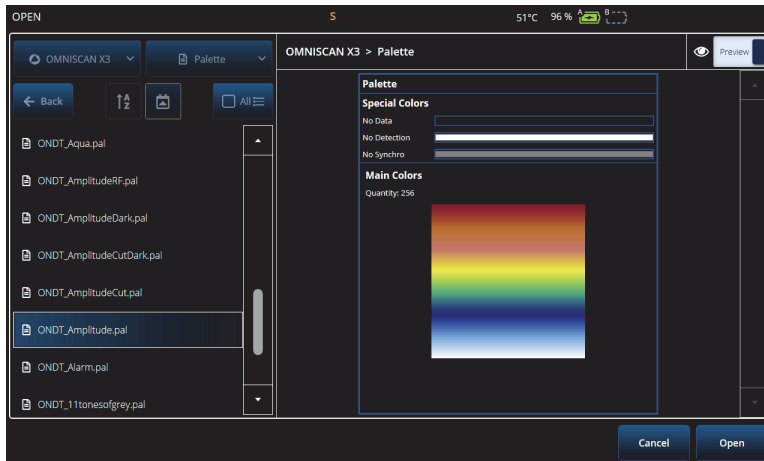 OPEN
S
51°C 96 % A B
OMNISCAN X3
Palette
OMNISCAN X3 > Palette
Preview
Back
A
Z
All
ONDT_Aqua.pal
ONDT_AmplitudeRF.pal
ONDT_AmplitudeDark.pal
ONDT_AmplitudeCutDark.pal
ONDT_AmplitudeCut.pal
ONDT_Amplitude.pal
ONDT_Alarm.pal
ONDT_11tonesofgrey.pal
Palette
Special Colors
No Data
No Detection
No Synchro
Main Colors
Quantity: 256
Cancel
Open